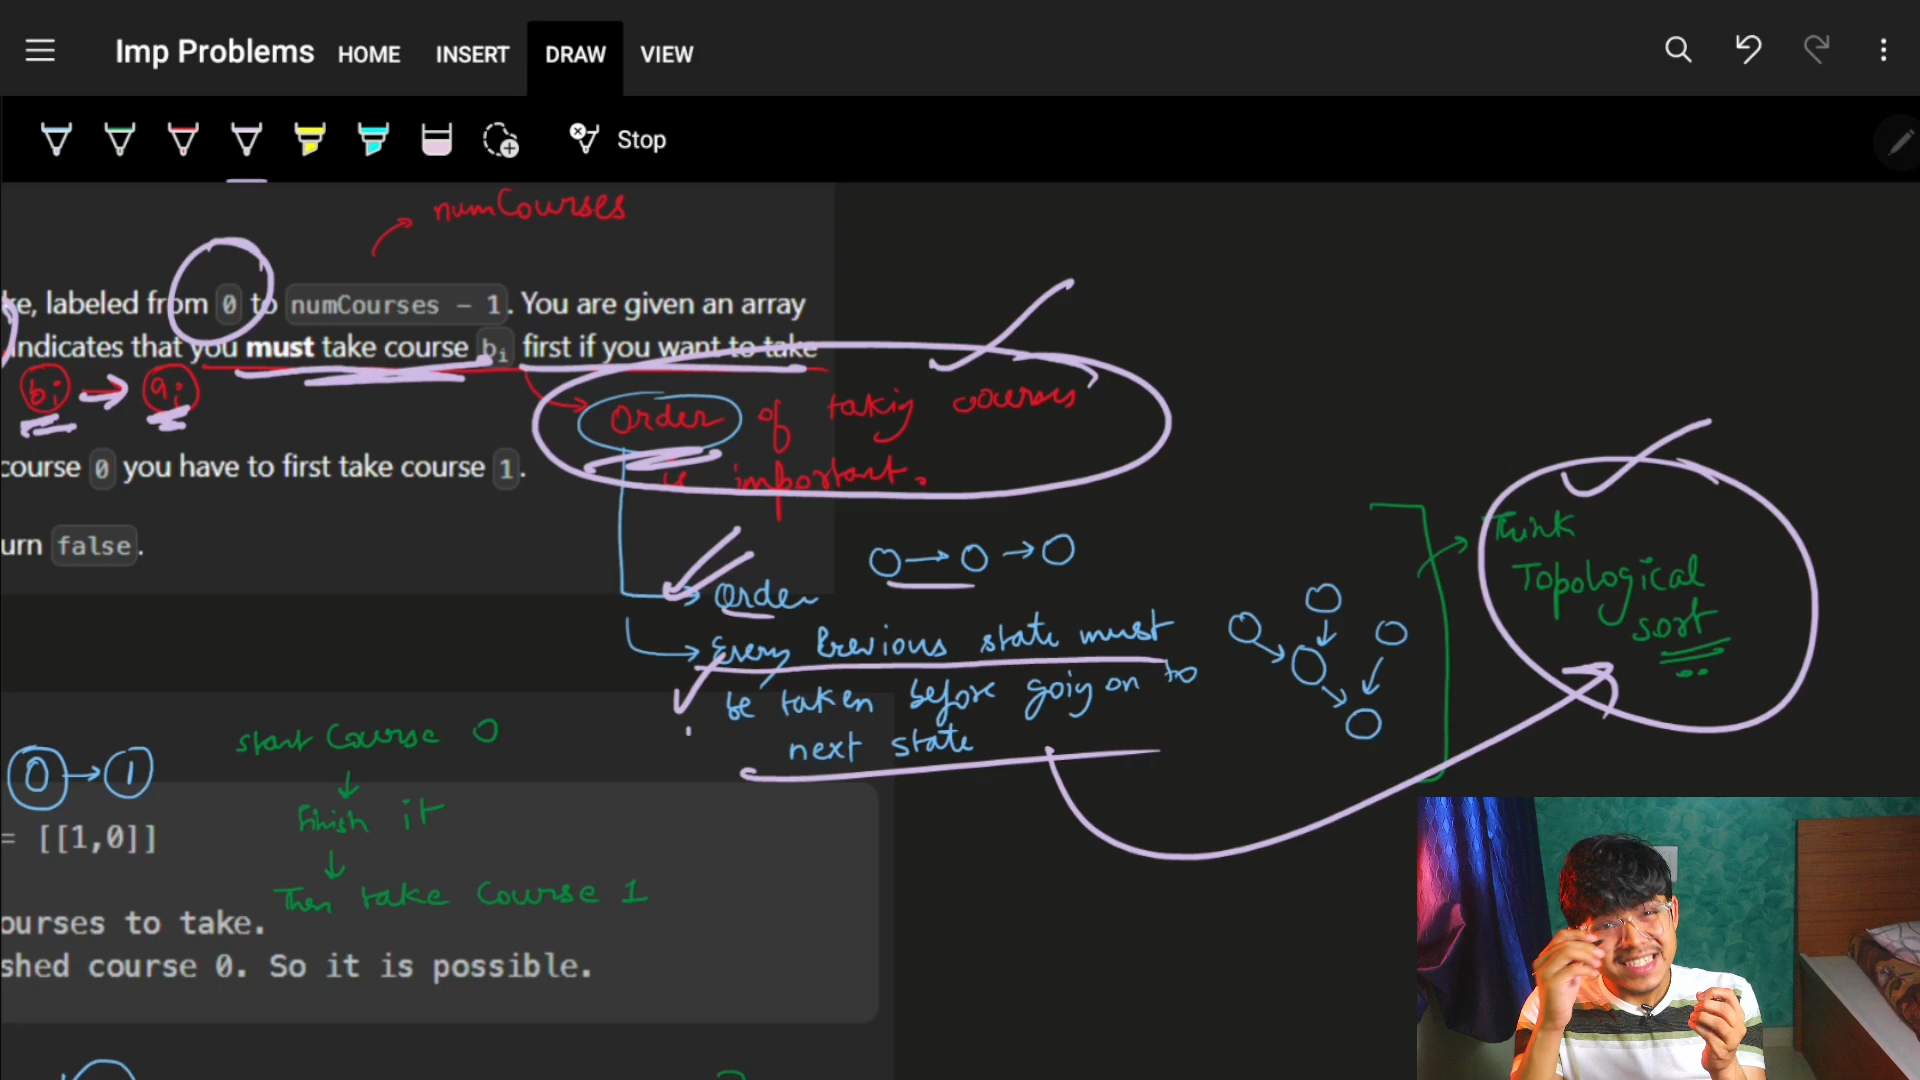 Imp Problems HOME INSERT DRAW VIEW
Stop
numCourses
ke, labeled from 0 to numCourses - 1. You are given an array
indicates that you must take course bi first if you want to take
bi → ai
Order of taking courses
is important.
course 0 you have to first take course 1.
urn false.
Order
Every Previous state must
be taken before goig on to
next state
Think
Topological
sort
0 → 1
start Course 0
finish it
Then take Course 1
= [[1,0]]
ourses to take.
shed course 0. So it is possible.